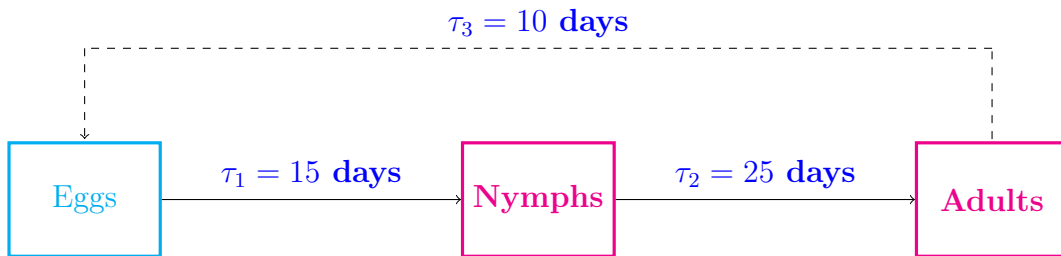 τ₃ = 10 days
τ₁ = 15 days
τ₂ = 25 days
Eggs
Nymphs
Adults